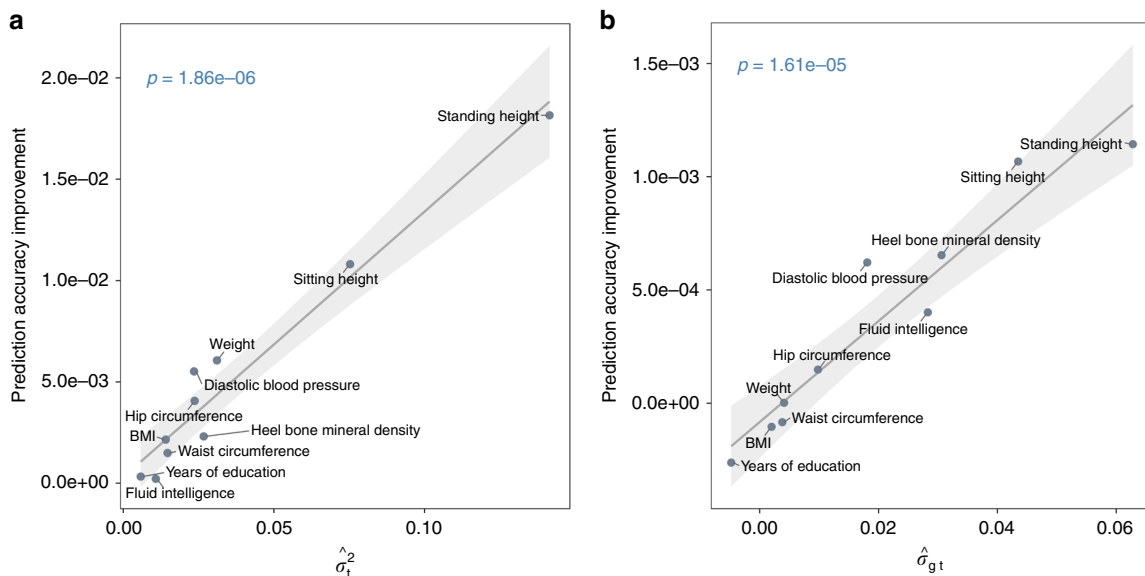 a
b
p = 1.86e–06
p = 1.61e–05
Prediction accuracy improvement
2.0e–02
1.5e–02
1.0e–02
5.0e–03
0.0e+00
Standing height
Sitting height
Weight
Diastolic blood pressure
Hip circumference
BMI
Heel bone mineral density
Waist circumference
Years of education
Fluid intelligence
0.00
0.05
0.10
σ̂²ₜ
Prediction accuracy improvement
1.5e–03
1.0e–03
5.0e–04
0.0e+00
Standing height
Sitting height
Heel bone mineral density
Diastolic blood pressure
Fluid intelligence
Hip circumference
Weight
Waist circumference
BMI
Years of education
0.00
0.02
0.04
0.06
σ̂g t